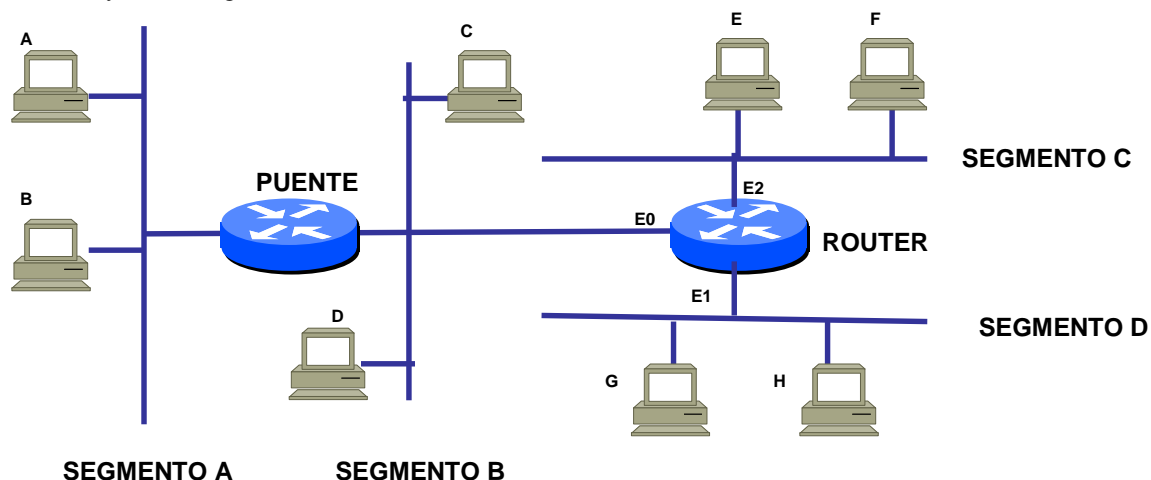 A
C
E
F
SEGMENTO C
B
PUENTE
E2
E0
ROUTER
E1
D
SEGMENTO D
G
H
SEGMENTO A
SEGMENTO B